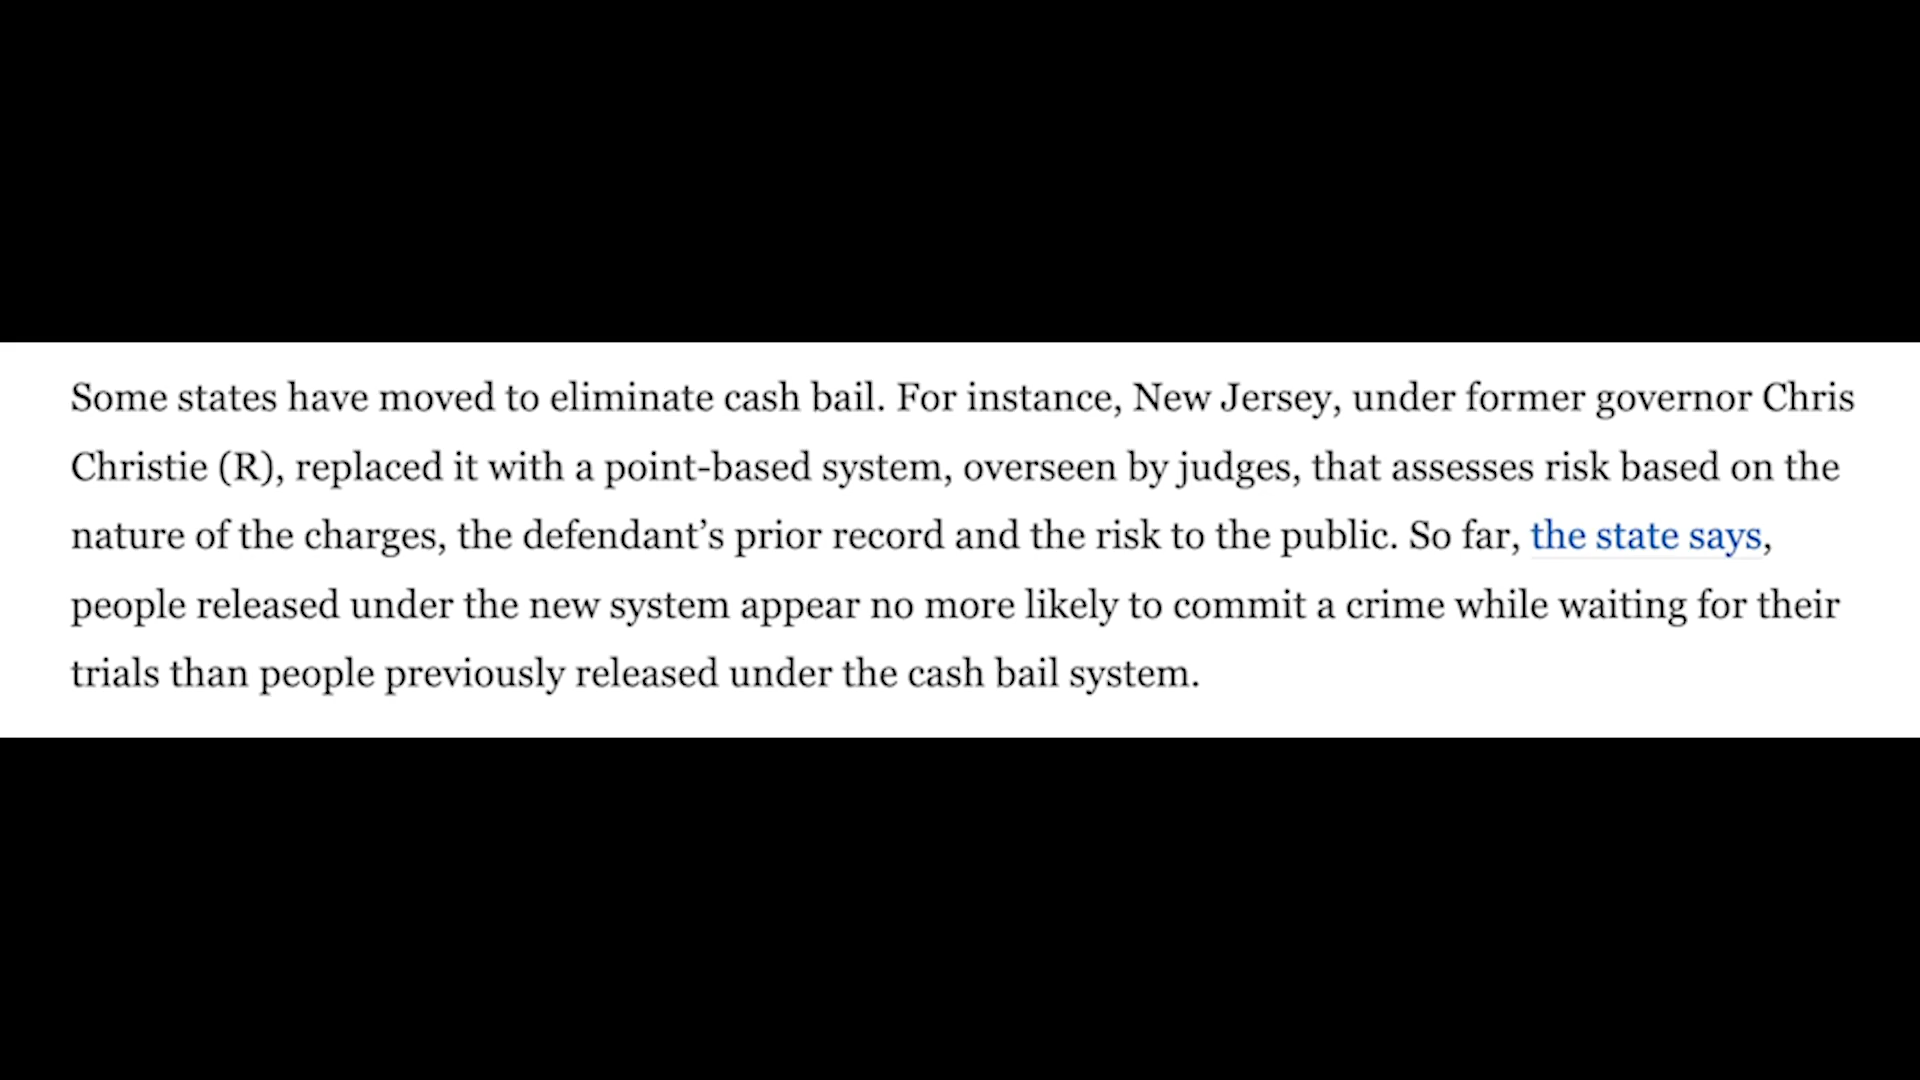 Some states have moved to eliminate cash bail. For instance, New Jersey, under former governor Chris
Christie (R), replaced it with a point-based system, overseen by judges, that assesses risk based on the
nature of the charges, the defendant’s prior record and the risk to the public. So far, the state says,
people released under the new system appear no more likely to commit a crime while waiting for their
trials than people previously released under the cash bail system.